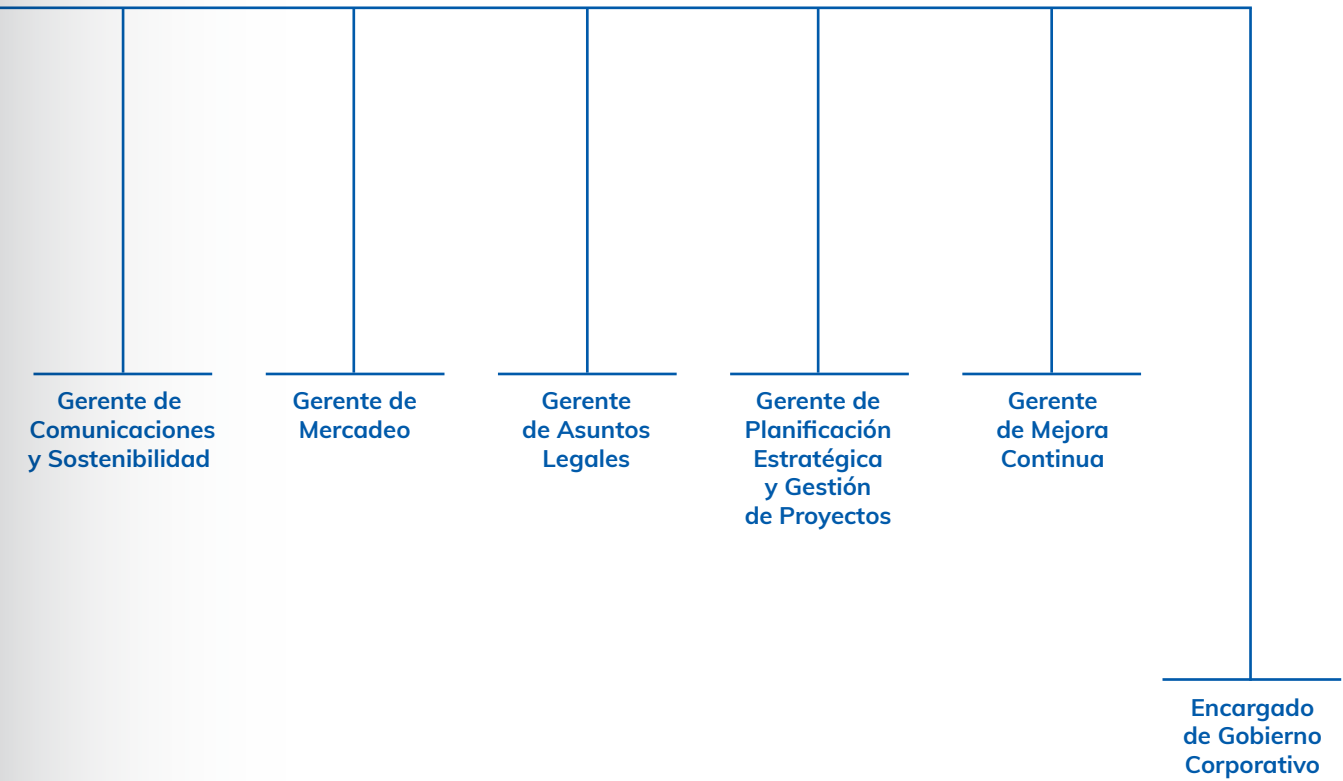 Gerente de
Comunicaciones
y Sostenibilidad
Gerente de
Mercadeo
Gerente
de Asuntos
Legales
Gerente de
Planificación
Estratégica
y Gestión
de Proyectos
Gerente
de Mejora
Continua
Encargado
de Gobierno
Corporativo